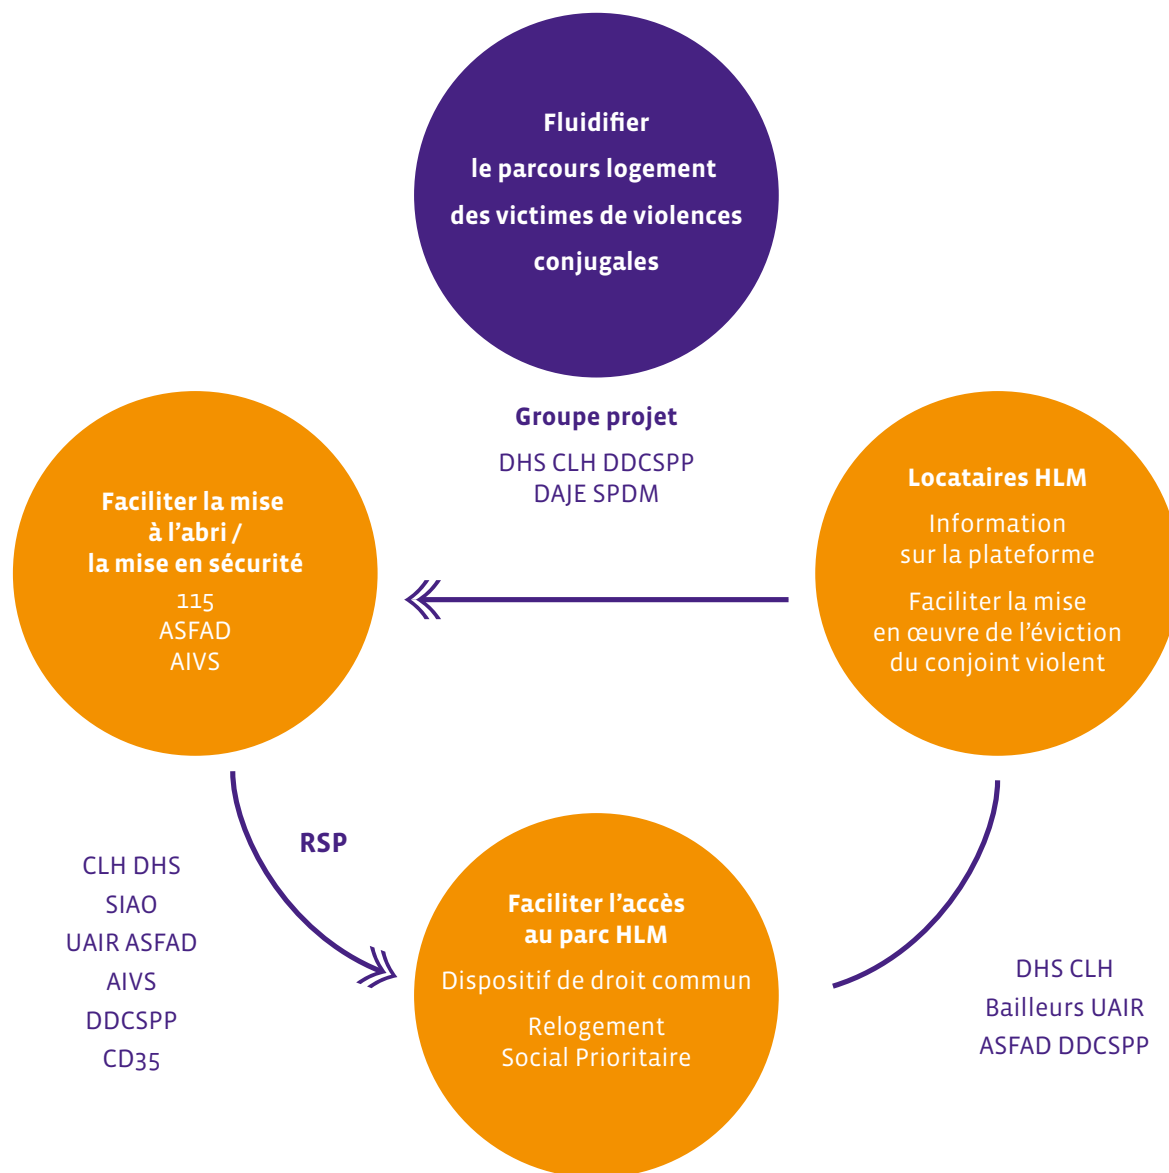 Fluidifier
le parcours logement
des victimes de violences
conjugales
Groupe projet
DHS CLH DDCSPP
DAJE SPDM
Faciliter la mise
à l’abri /
la mise en sécurité
115
ASFAD
AIVS
Locataires HLM
Information
sur la plateforme
Faciliter la mise
en œuvre de l’éviction
du conjoint violent
RSP
CLH DHS
SIAO
UAIR ASFAD
AIVS
DDCSPP
CD35
Faciliter l’accès
au parc HLM
Dispositif de droit commun
Relogement
Social Prioritaire
DHS CLH
Bailleurs UAIR
ASFAD DDCSPP